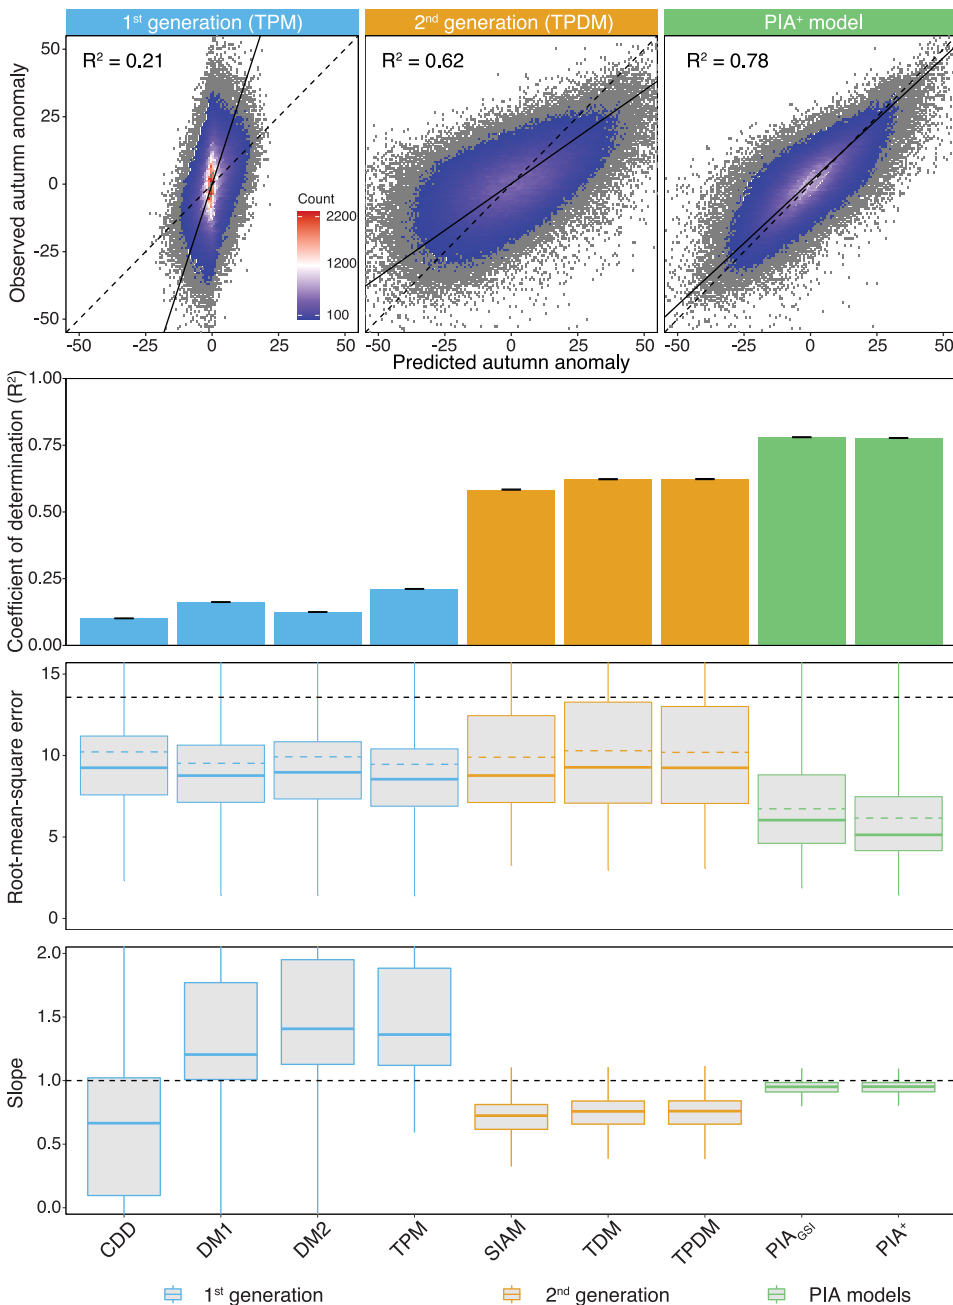 1st generation (TPM)
2nd generation (TPDM)
PIA+ model
Observed autumn anomaly
50
25
0
-25
-50
R2 = 0.21
R2 = 0.62
R2 = 0.78
Count
2200
1200
100
-50 -25 0 25 50
-50 -25 0 25 50
-50 -25 0 25 50
Predicted autumn anomaly
Coefficient of determination (R2)
1.00
0.75
0.50
0.25
0.00
Root-mean-square error
15
10
5
0
Slope
2.0
1.5
1.0
0.5
0.0
CDD
DM1
DM2
TPM
SIAM
TDM
TPDM
PIAGSI
PIA+
1st generation
2nd generation
PIA models